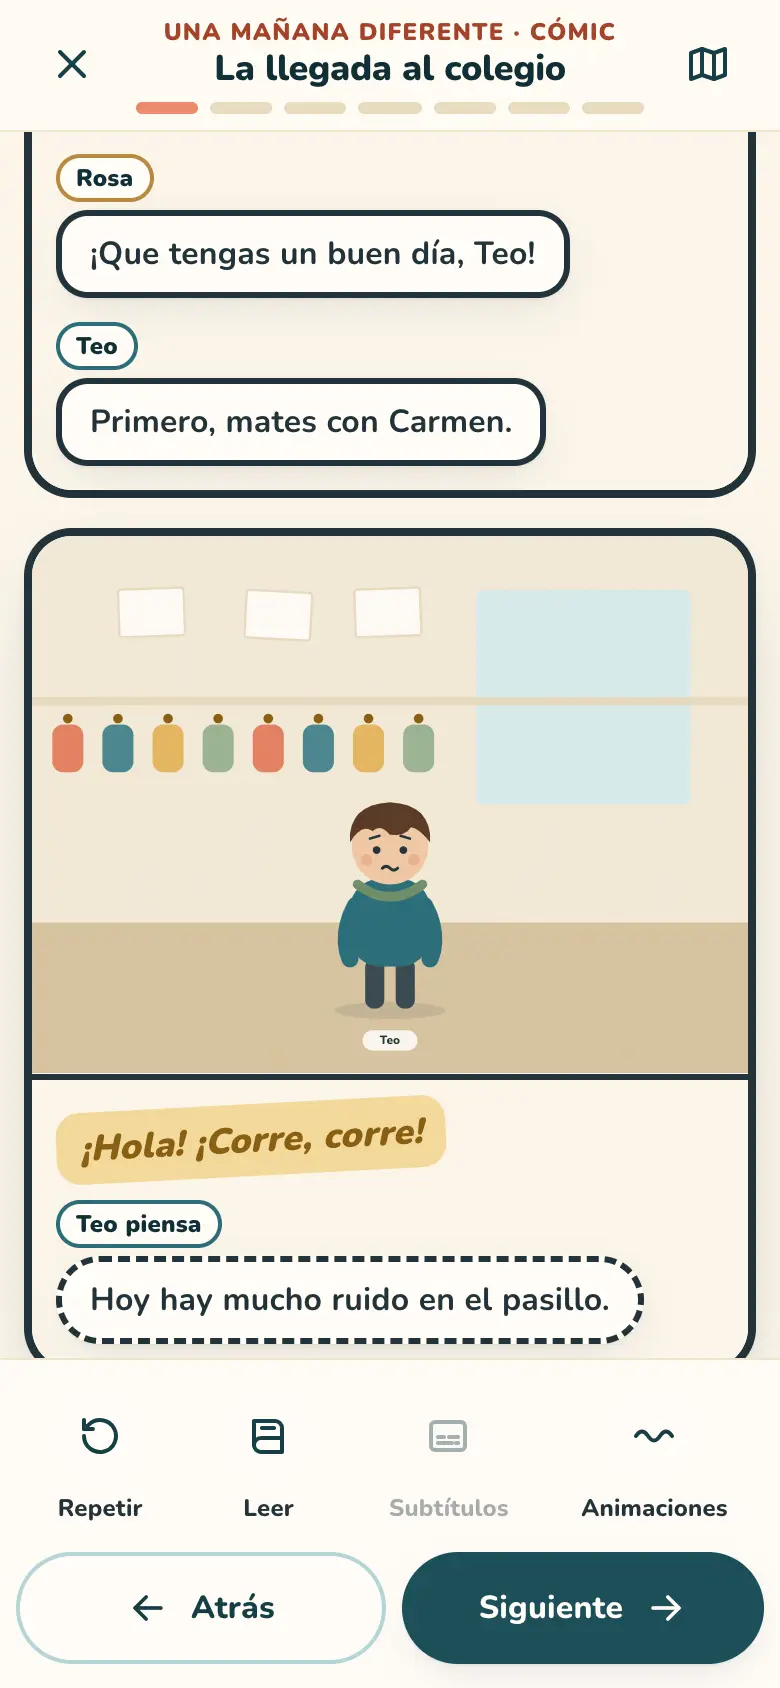 UNA MAÑANA DIFERENTE · CÓMIC
La llegada al colegio
Rosa
¡Que tengas un buen día, Teo!
Teo
Primero, mates con Carmen.
Teo
¡Hola! ¡Corre, corre!
Teo piensa
Hoy hay mucho ruido en el pasillo.
Repetir
Leer
Subtítulos
Animaciones
Atrás
Siguiente